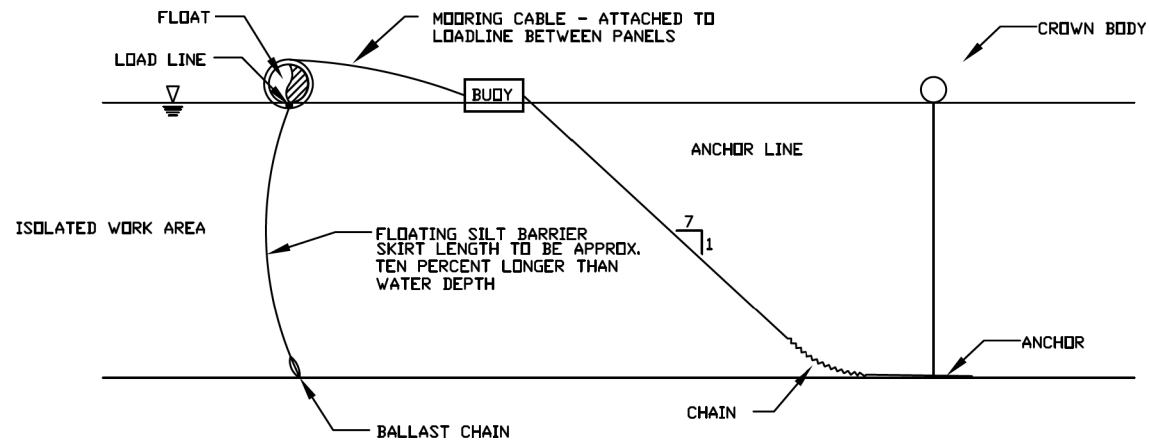 FLOAT
MOORING CABLE - ATTACHED TO
LOADLINE BETWEEN PANELS
CROWN BODY
LOAD LINE
BUOY
ANCHOR LINE
ISOLATED WORK AREA
7
1
FLOATING SILT BARRIER
SKIRT LENGTH TO BE APPROX.
TEN PERCENT LONGER THAN
WATER DEPTH
ANCHOR
CHAIN
BALLAST CHAIN